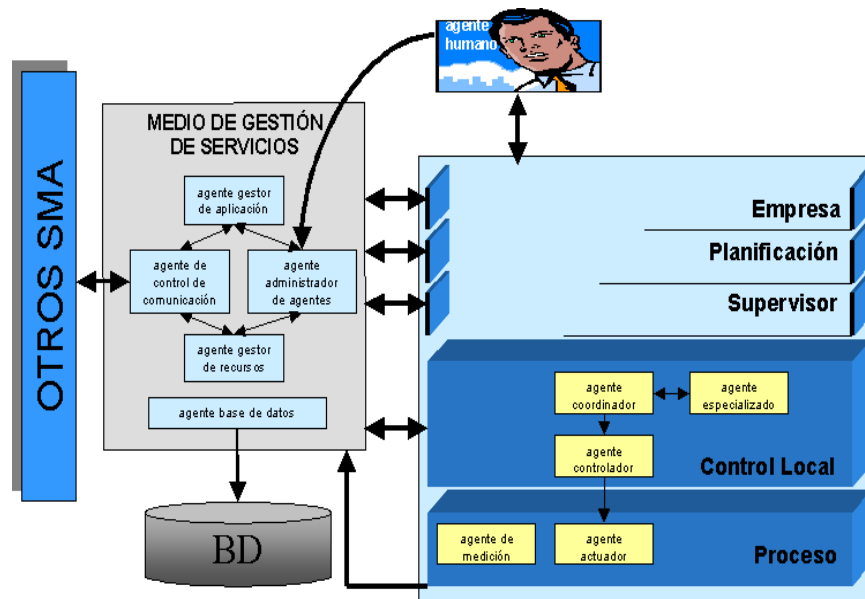 agente
humano
OTROS SMA
MEDIO DE GESTIÓN
DE SERVICIOS
agente gestor
de aplicación
agente de
control de
comunicación
agente
administrador
de agentes
agente gestor
de recursos
agente base de datos
BD
Empresa
Planificación
Supervisor
agente
coordinador
agente
especializado
agente
controlador
Control Local
agente de
medición
agente
actuador
Proceso